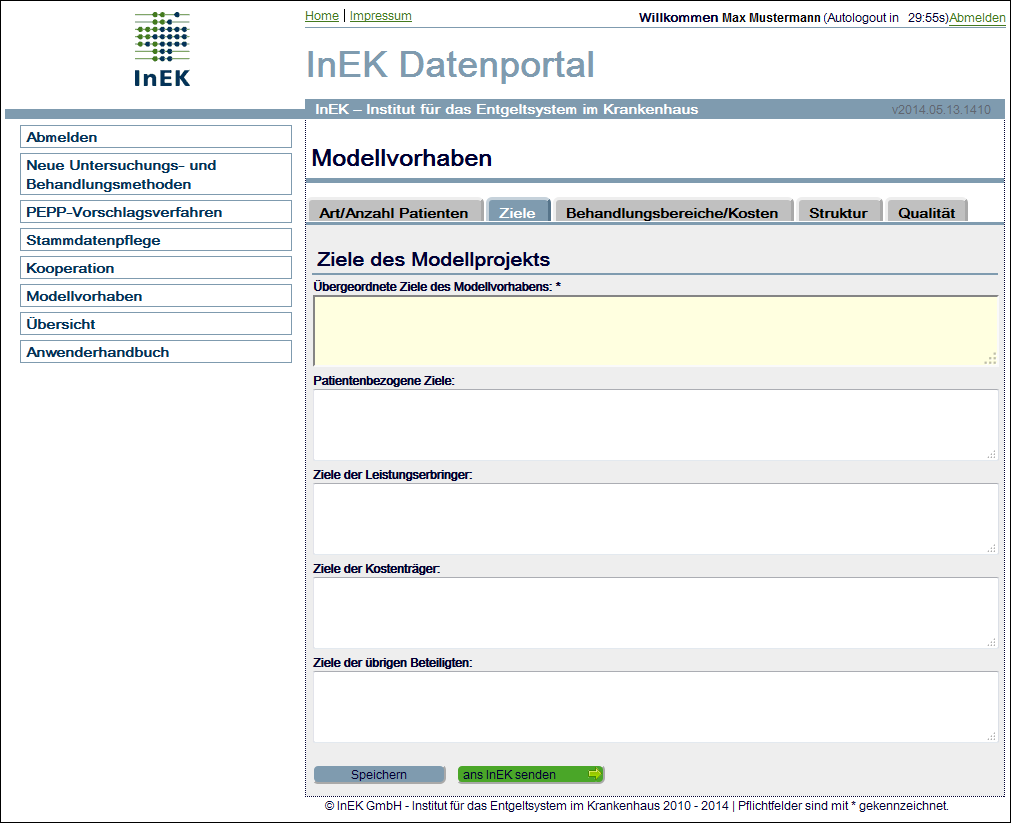 InEK
Home | Impressum
Willkommen Max Mustermann (Autologout in 29:55s) Abmelden
InEK Datenportal
InEK – Institut für das Entgeltsystem im Krankenhaus
v2014.05.13.1410
Abmelden
Neue Untersuchungs- und
Behandlungsmethoden
PEPP-Vorschlagsverfahren
Stammdatenpflege
Kooperation
Modellvorhaben
Übersicht
Anwenderhandbuch
Modellvorhaben
Art/Anzahl Patienten
Ziele
Behandlungsbereiche/Kosten
Struktur
Qualität
Ziele des Modellprojekts
Übergeordnete Ziele des Modellvorhabens: *
Patientenbezogene Ziele:
Ziele der Leistungserbringer:
Ziele der Kostenträger:
Ziele der übrigen Beteiligten:
Speichern
ans InEK senden
© InEK GmbH - Institut für das Entgeltsystem im Krankenhaus 2010 - 2014 | Pflichtfelder sind mit * gekennzeichnet.